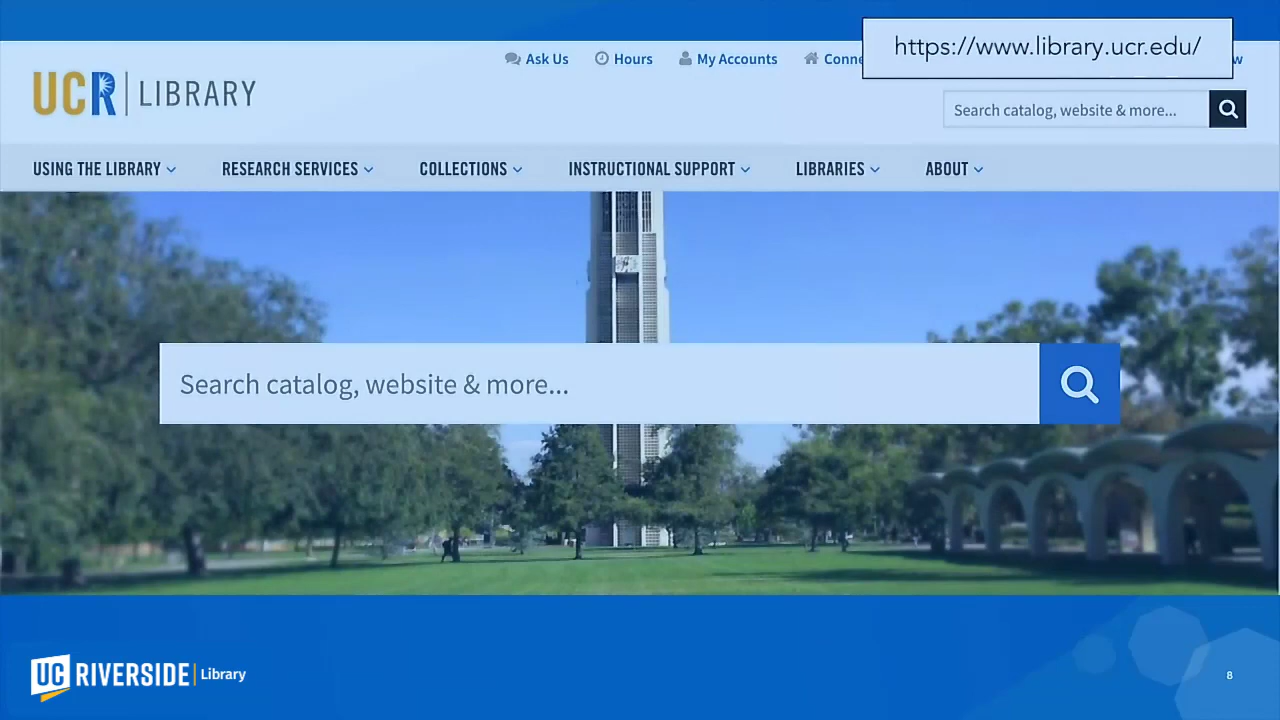 https://www.library.ucr.edu/
Ask Us
Hours
My Accounts
UCR LIBRARY
Search catalog, website & more...
USING THE LIBRARY
RESEARCH SERVICES
COLLECTIONS
INSTRUCTIONAL SUPPORT
LIBRARIES
ABOUT
Search catalog, website & more...
UC RIVERSIDE Library
8